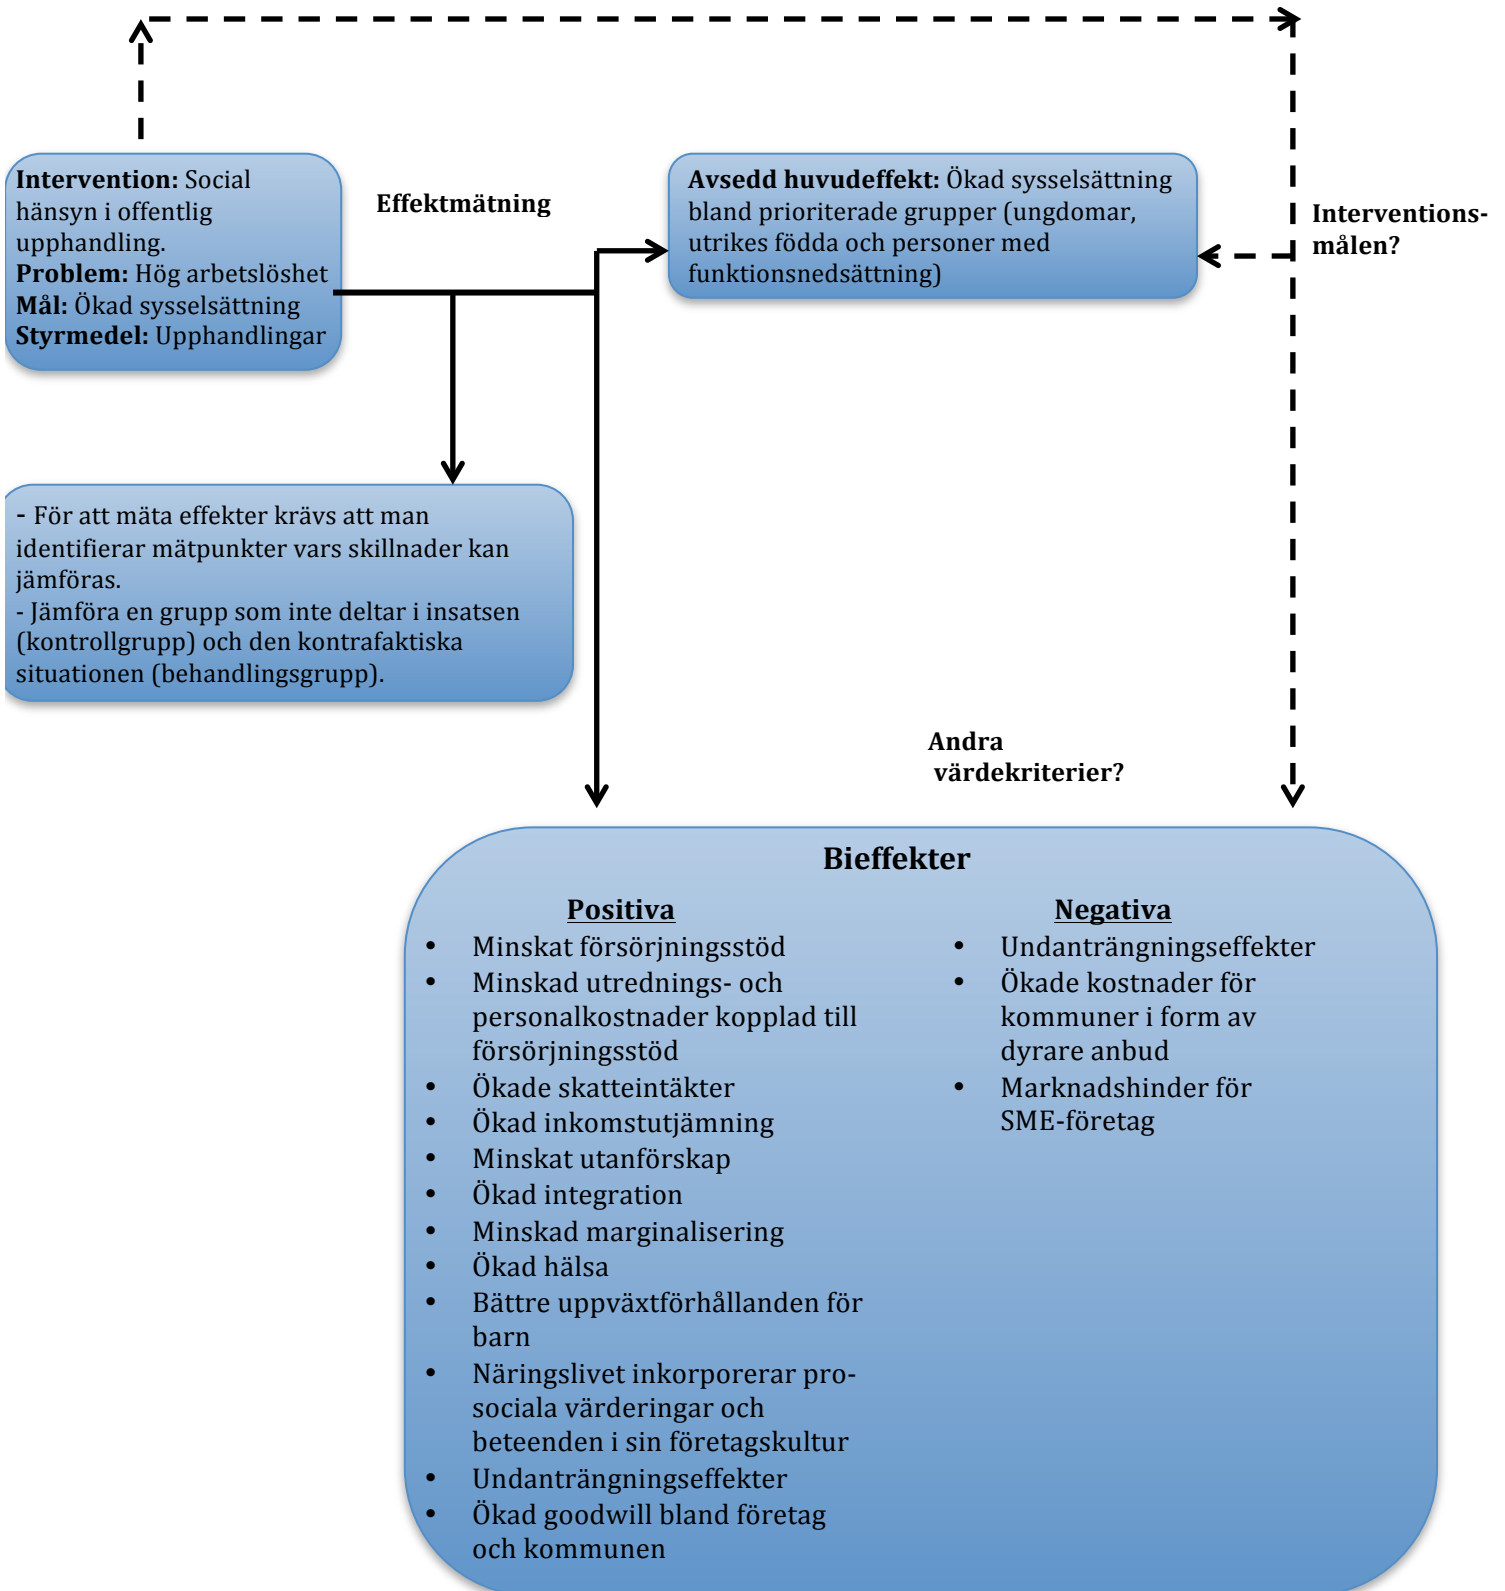 Intervention: Social
hänsyn i offentlig
upphandling.
Problem: Hög arbetslöshet
Mål: Ökad sysselsättning
Styrmedel: Upphandlingar
Effektmätning
Avsedd huvudeffekt: Ökad sysselsättning
bland prioriterade grupper (ungdomar,
utrikes födda och personer med
funktionsnedsättning)
Interventions-
målen?
- För att mäta effekter krävs att man
identifierar mätpunkter vars skillnader kan
jämföras.
- Jämföra en grupp som inte deltar i insatsen
(kontrollgrupp) och den kontrafaktiska
situationen (behandlingsgrupp).
Andra
värdekriterier?
Bieffekter
Positiva
• Minskat försörjningsstöd
• Minskad utrednings- och
personalkostnader kopplad till
försörjningsstöd
• Ökade skatteintäkter
• Ökad inkomstutjämning
• Minskat utanförskap
• Ökad integration
• Minskad marginalisering
• Ökad hälsa
• Bättre uppväxtförhållanden för
barn
• Näringslivet inkorporerar pro-
sociala värderingar och
beteenden i sin företagskultur
• Undanträngningseffekter
• Ökad goodwill bland företag
och kommunen
Negativa
• Undanträngningseffekter
• Ökade kostnader för
kommuner i form av
dyrare anbud
• Marknadshinder för
SME-företag